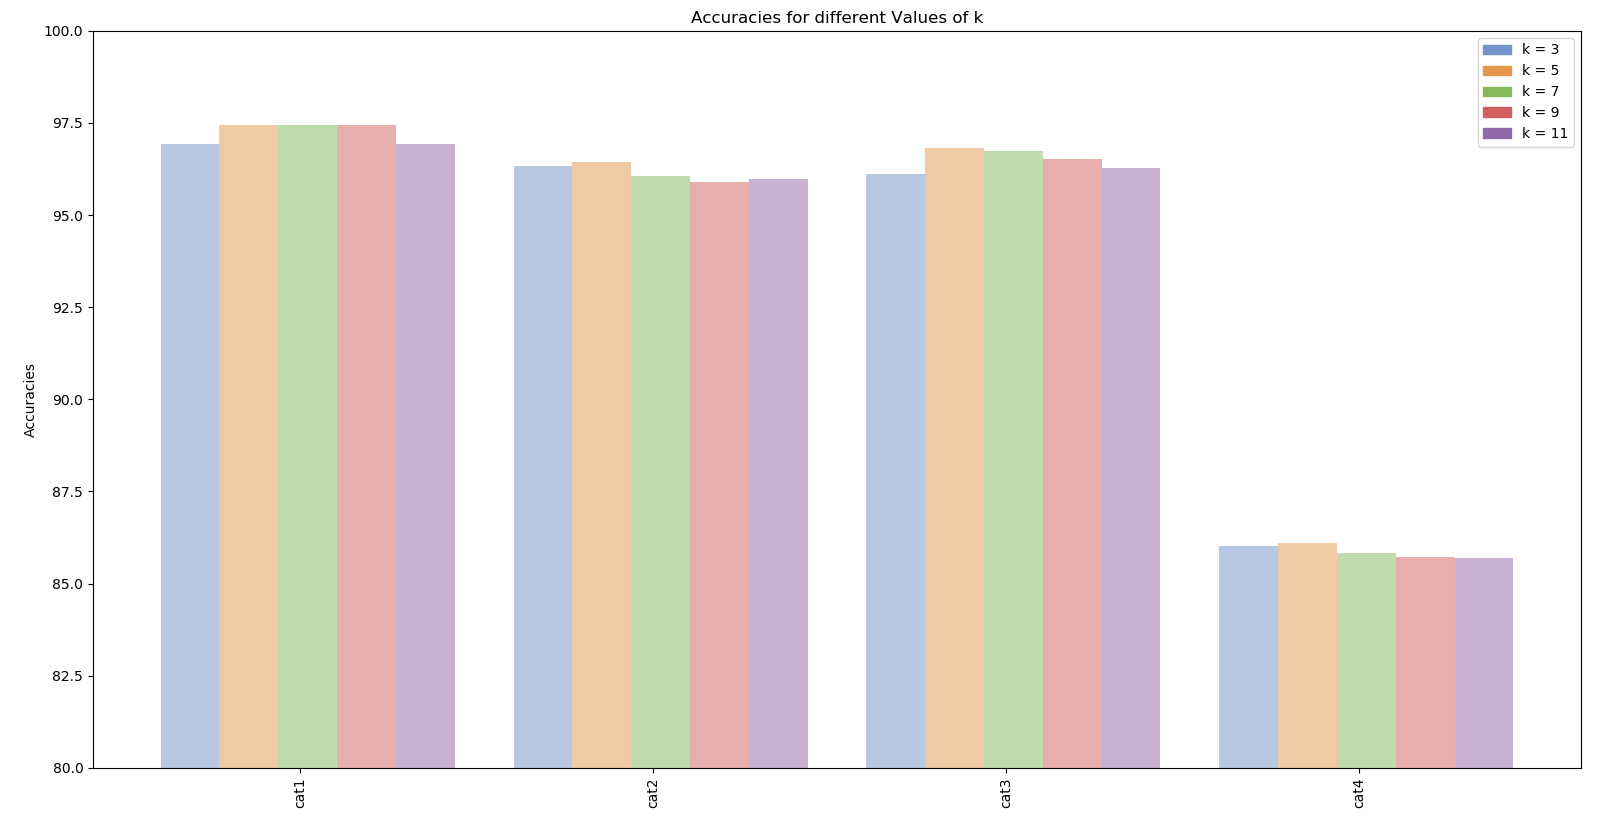 Accuracies for different Values of k
100.0
97.5
95.0
92.5
90.0
87.5
85.0
82.5
80.0
Accuracies
k = 3
k = 5
k = 7
k = 9
k = 11
cat1
cat2
cat3
cat4